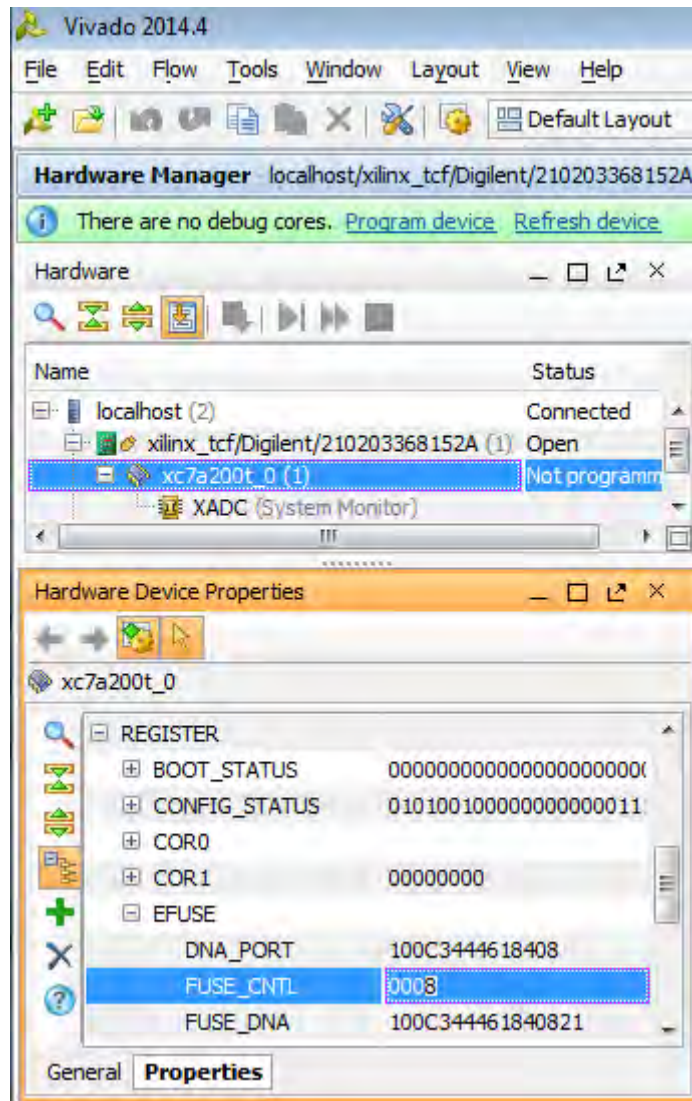 Vivado 2014.4
File Edit Flow Tools Window Layout View Help
Default Layout
Hardware Manager localhost/xilinx_tcf/Digilent/210203368152A
There are no debug cores. Program device Refresh device
Hardware
Name Status
localhost (2) Connected
xilinx_tcf/Digilent/210203368152A (1) Open
xc7a200t_0 (1) Not programm
XADC (System Monitor)
Hardware Device Properties
xc7a200t_0
REGISTER
BOOT_STATUS 00000000000000000000000(
CONFIG_STATUS 01010010000000000000011:
COR0
COR1 00000000
EFUSE
DNA_PORT 100C3444618408
FUSE_CNTL 0008
FUSE_DNA 100C344461840821
General Properties